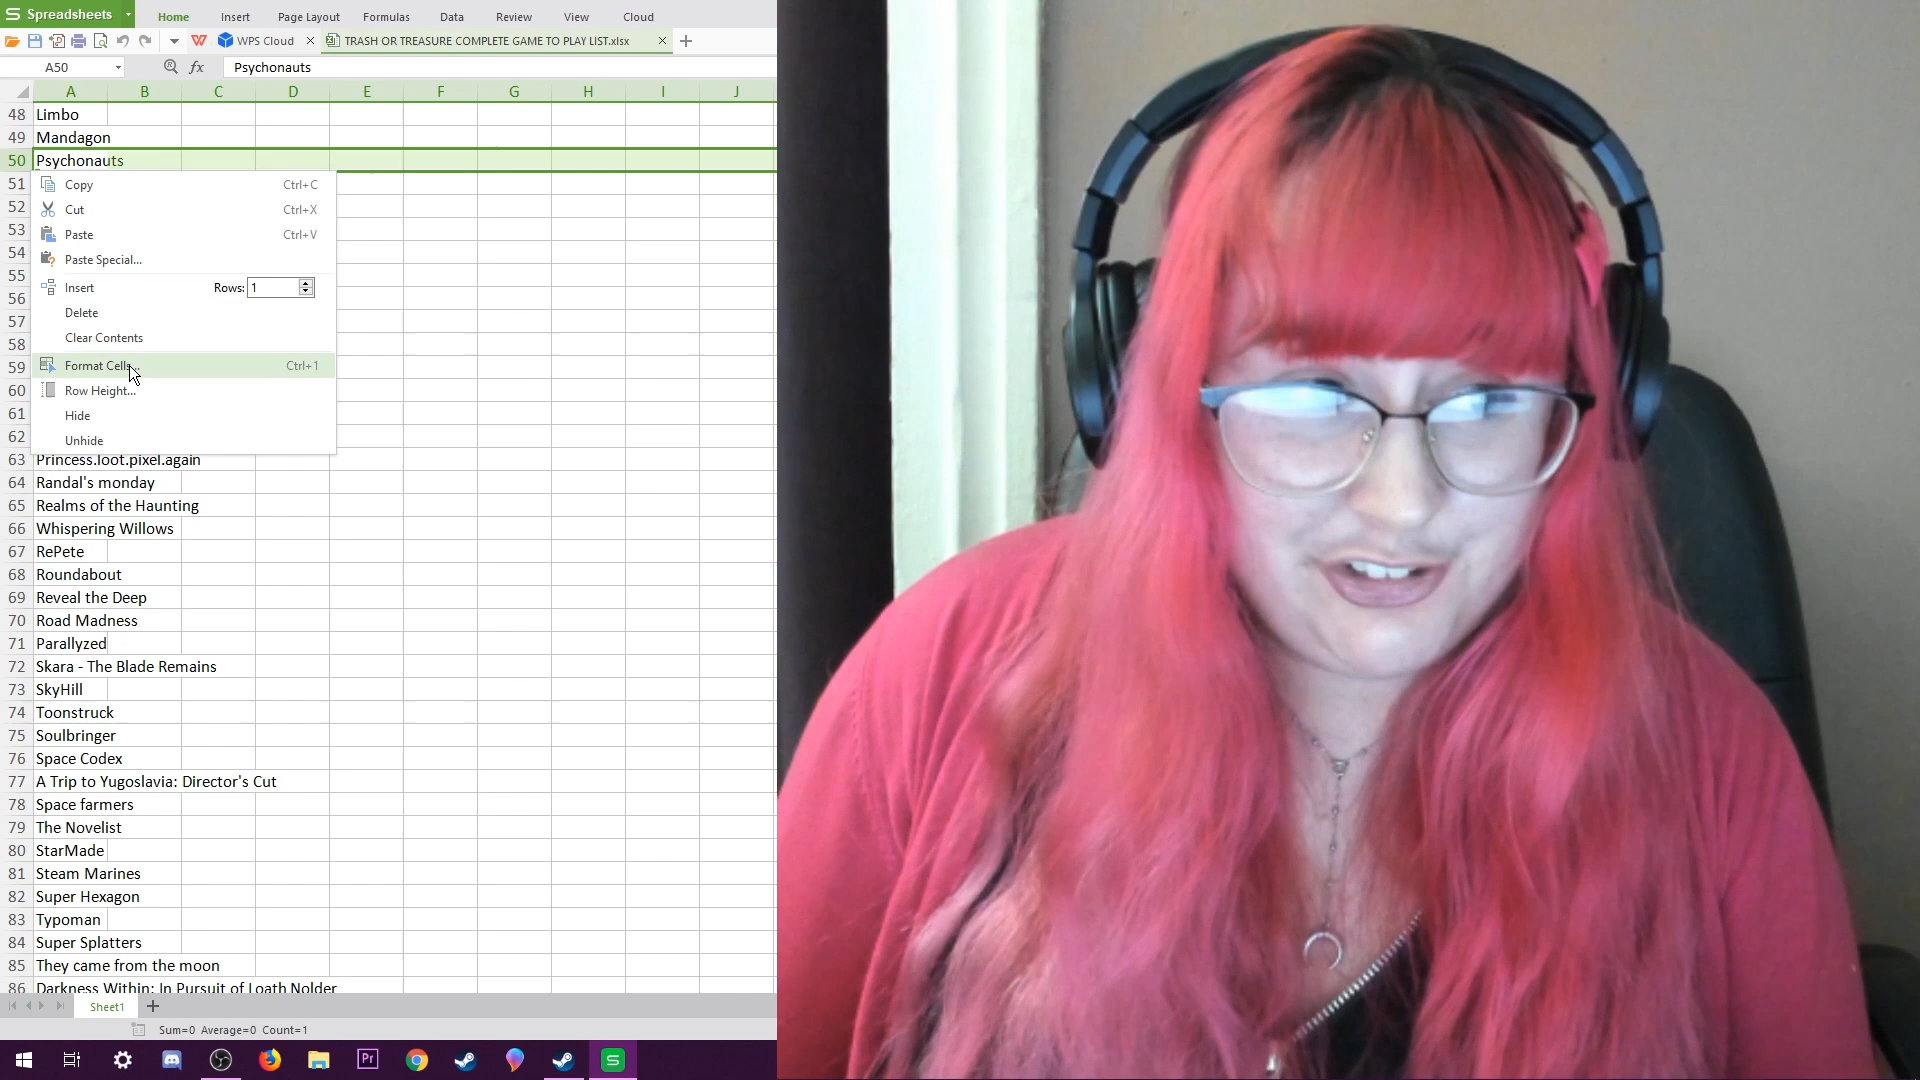 Spreadsheets
Home Insert Page Layout Formulas Data Review View Cloud
WPS Cloud TRASH OR TREASURE COMPLETE GAME TO PLAY LIST.xlsx
A50 fx Psychonauts
A B C D E F G H I J
48 Limbo
49 Mandagon
50 Psychonauts
51
52
53
54
55
56
57
58
59
60
61
62
Copy Ctrl+C
Cut Ctrl+X
Paste Ctrl+V
Paste Special...
Insert Rows: 1
Delete
Clear Contents
Format Cells... Ctrl+1
Row Height...
Hide
Unhide
63 Princess.loot.pixel.again
64 Randal's monday
65 Realms of the Haunting
66 Whispering Willows
67 RePete
68 Roundabout
69 Reveal the Deep
70 Road Madness
71 Parallyzed
72 Skara - The Blade Remains
73 SkyHill
74 Toonstruck
75 Soulbringer
76 Space Codex
77 A Trip to Yugoslavia: Director's Cut
78 Space farmers
79 The Novelist
80 StarMade
81 Steam Marines
82 Super Hexagon
83 Typoman
84 Super Splatters
85 They came from the moon
86 Darkness Within: In Pursuit of Loath Nolder
Sheet1
Sum=0 Average=0 Count=1
Pr
S